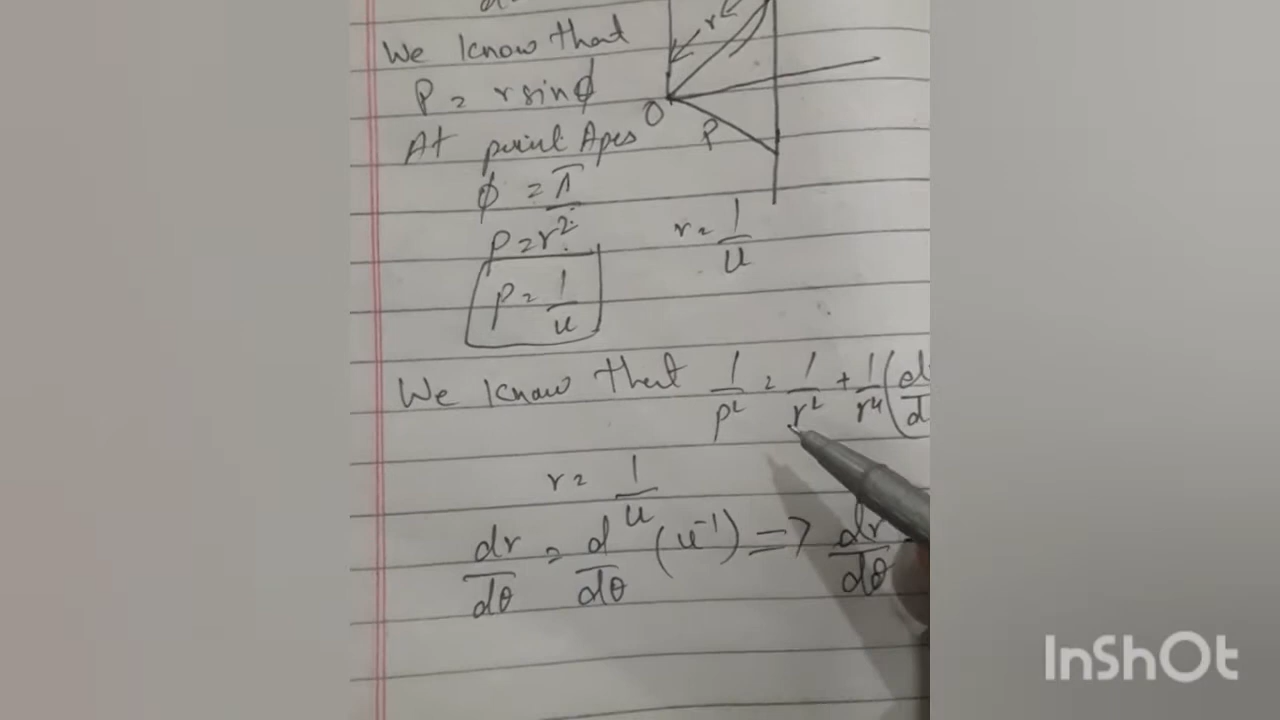 We know that
P = r sin ϕ
At point Apes
ϕ = π/2
P = r
r = 1/u
P = 1/u
We know that 1/p² = 1/r² + 1/r⁴ (d/d
r = 1/u
dr/dθ = d/dθ (u⁻¹) => dr/dθ
O
P
r
InShOt